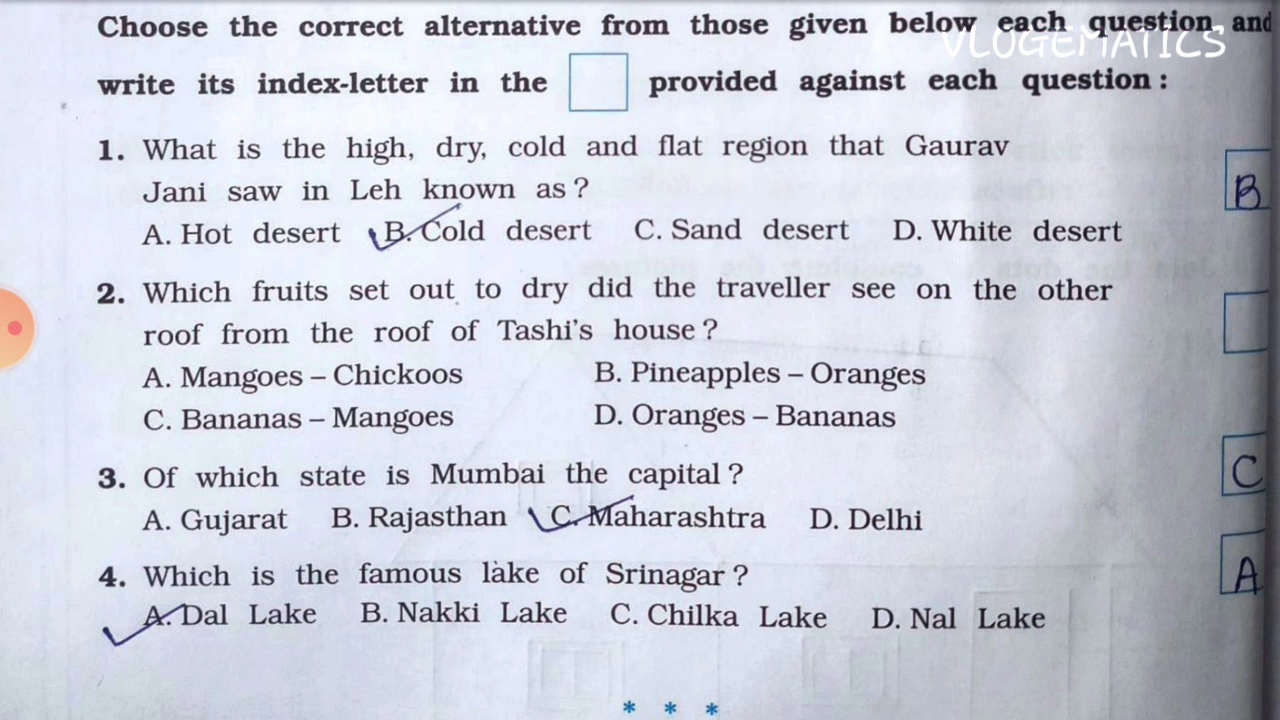 Choose the correct alternative from those given below each question and
VLOGEMATICS
write its index-letter in the provided against each question :
1. What is the high, dry, cold and flat region that Gaurav
Jani saw in Leh known as ?
B
A. Hot desert B. Cold desert C. Sand desert D. White desert
2. Which fruits set out to dry did the traveller see on the other
roof from the roof of Tashi's house ?
A. Mangoes – Chickoos B. Pineapples – Oranges
C. Bananas – Mangoes D. Oranges – Bananas
3. Of which state is Mumbai the capital ?
C
A. Gujarat B. Rajasthan C. Maharashtra D. Delhi
4. Which is the famous lake of Srinagar ?
A
A. Dal Lake B. Nakki Lake C. Chilka Lake D. Nal Lake
* * *